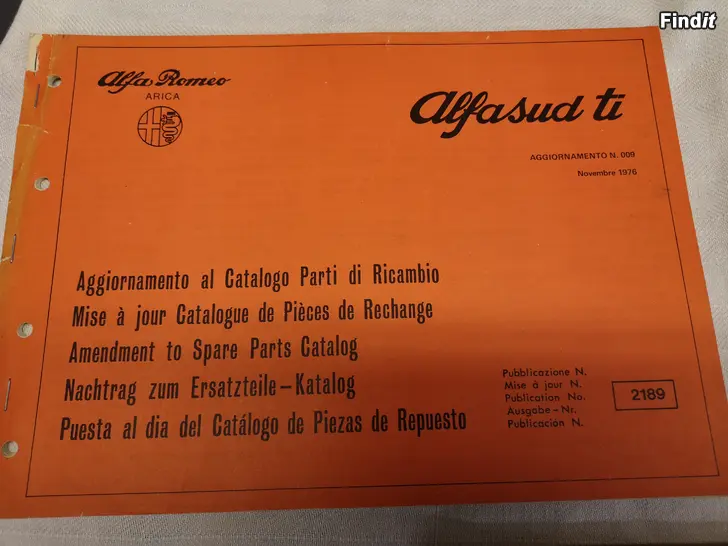 Findit
Alfa Romeo
ARICA
Alfasud ti
AGGIORNAMENTO N. 009
Novembre 1976
Aggiornamento al Catalogo Parti di Ricambio
Mise à jour Catalogue de Pièces de Rechange
Amendment to Spare Parts Catalog
Nachtrag zum Ersatzteile – Katalog
Puesta al dia del Catálogo de Piezas de Repuesto
Pubblicazione N.
Mise à jour N.
Publication No.
Ausgabe – Nr.
Publicación N.
2189